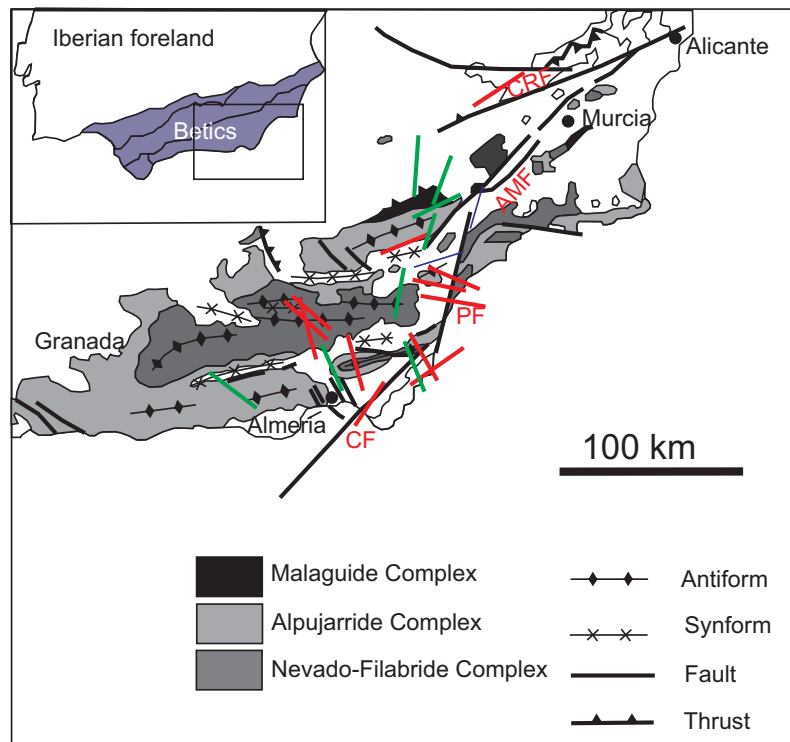 Iberian foreland
Betics
Alicante
CRF
Murcia
AMF
PF
Granada
Almería
CF
100 km
Malaguide Complex
Alpujarride Complex
Nevado-Filabride Complex
Antiform
Synform
Fault
Thrust